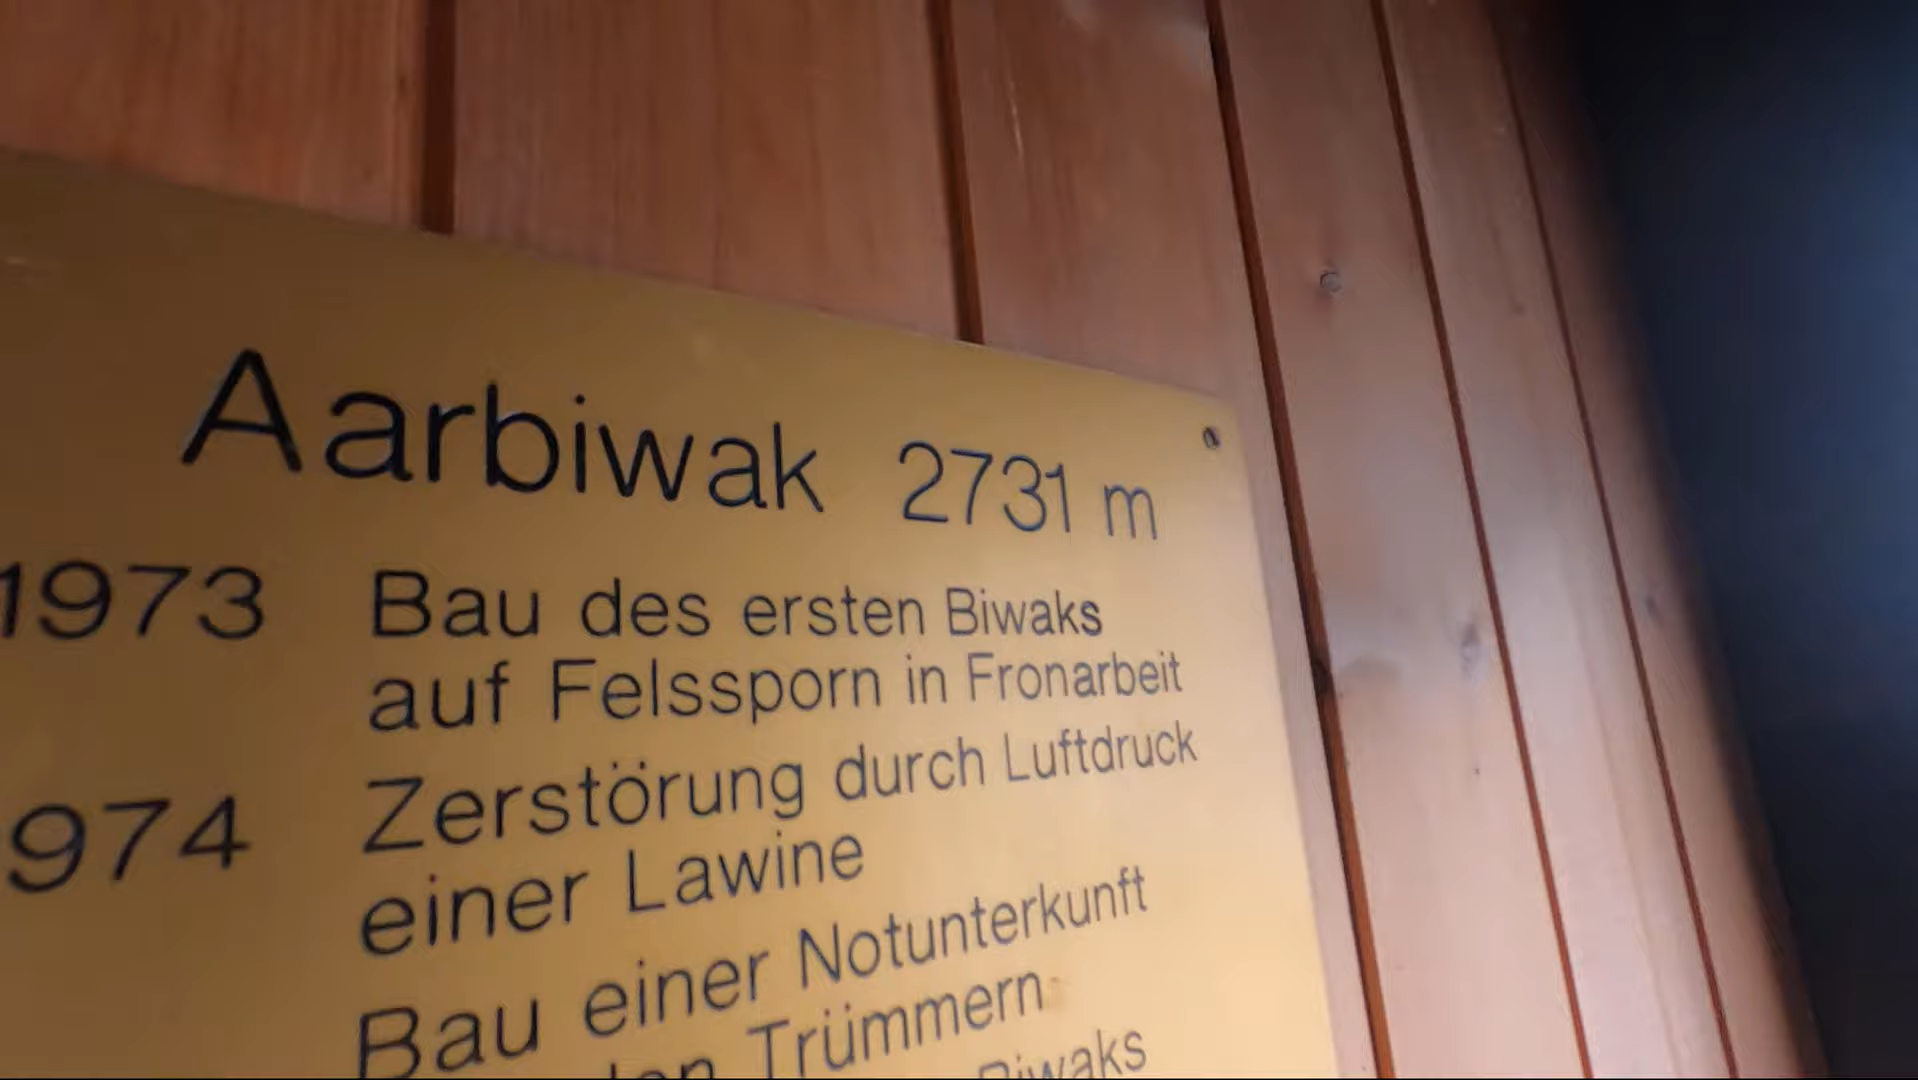 Aarbiwak 2731 m
1973 Bau des ersten Biwaks
auf Felssporn in Fronarbeit
974 Zerstörung durch Luftdruck
einer Lawine
Bau einer Notunterkunft
Trümmern
Biwaks